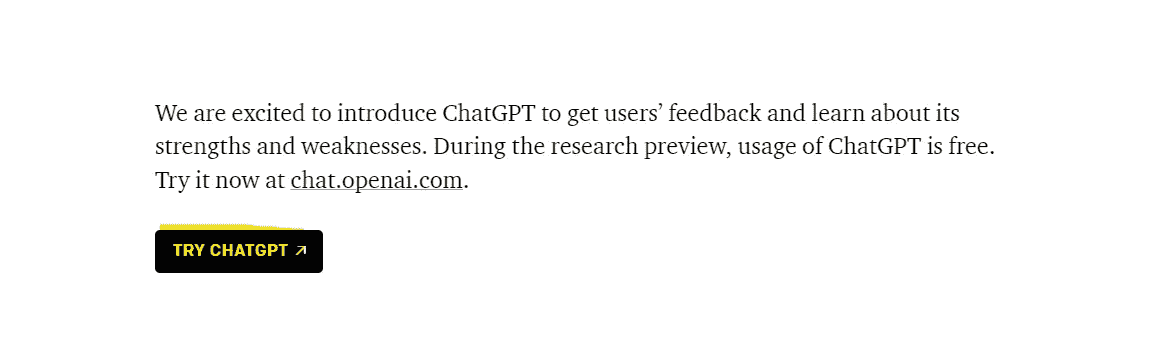 We are excited to introduce ChatGPT to get users’ feedback and learn about its
strengths and weaknesses. During the research preview, usage of ChatGPT is free.
Try it now at chat.openai.com.
TRY CHATGPT ↗